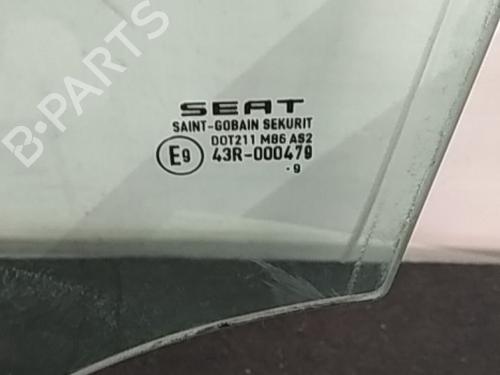 B-PARTS
SEAT
SAINT-GOBAIN SEKURIT
DOT211 M86 AS2
E9 43R-000479
·9